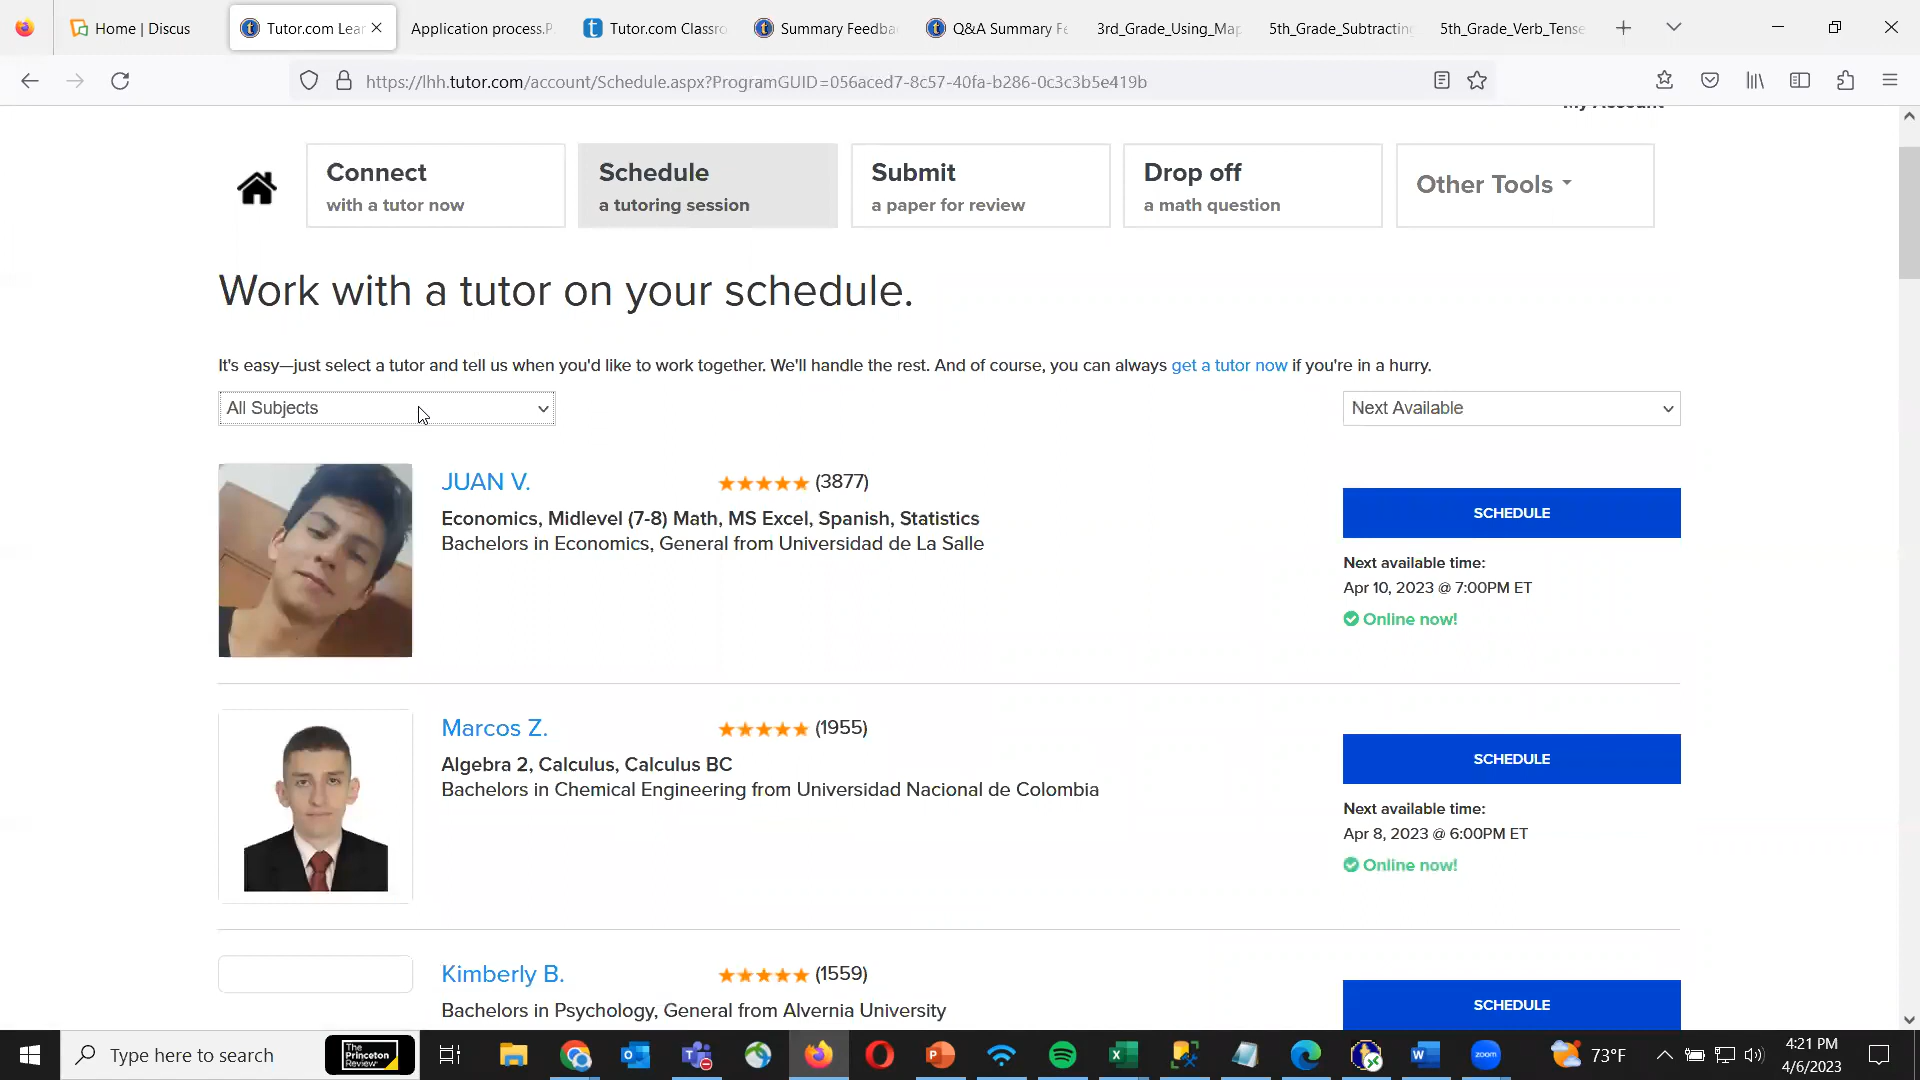 Home | Discus
Tutor.com Lea
Application process.P
Tutor.com Classro
Summary Feedba
Q&A Summary Fe
3rd_Grade_Using_Map
5th_Grade_Subtracting
5th_Grade_Verb_Tense
https://lhh.tutor.com/account/Schedule.aspx?ProgramGUID=056aced7-8c57-40fa-b286-0c3c3b5e419b
My Account
Connect
with a tutor now
Schedule
a tutoring session
Submit
a paper for review
Drop off
a math question
Other Tools
Work with a tutor on your schedule.
It's easy—just select a tutor and tell us when you'd like to work together. We'll handle the rest. And of course, you can always get a tutor now if you're in a hurry.
All Subjects
Next Available
JUAN V.
(3877)
Economics, Midlevel (7-8) Math, MS Excel, Spanish, Statistics
Bachelors in Economics, General from Universidad de La Salle
SCHEDULE
Next available time:
Apr 10, 2023 @ 7:00PM ET
Online now!
Marcos Z.
(1955)
Algebra 2, Calculus, Calculus BC
Bachelors in Chemical Engineering from Universidad Nacional de Colombia
SCHEDULE
Next available time:
Apr 8, 2023 @ 6:00PM ET
Online now!
Kimberly B.
(1559)
Bachelors in Psychology, General from Alvernia University
SCHEDULE
Type here to search
The
Princeton
Review
zoom
73°F
4:21 PM
4/6/2023